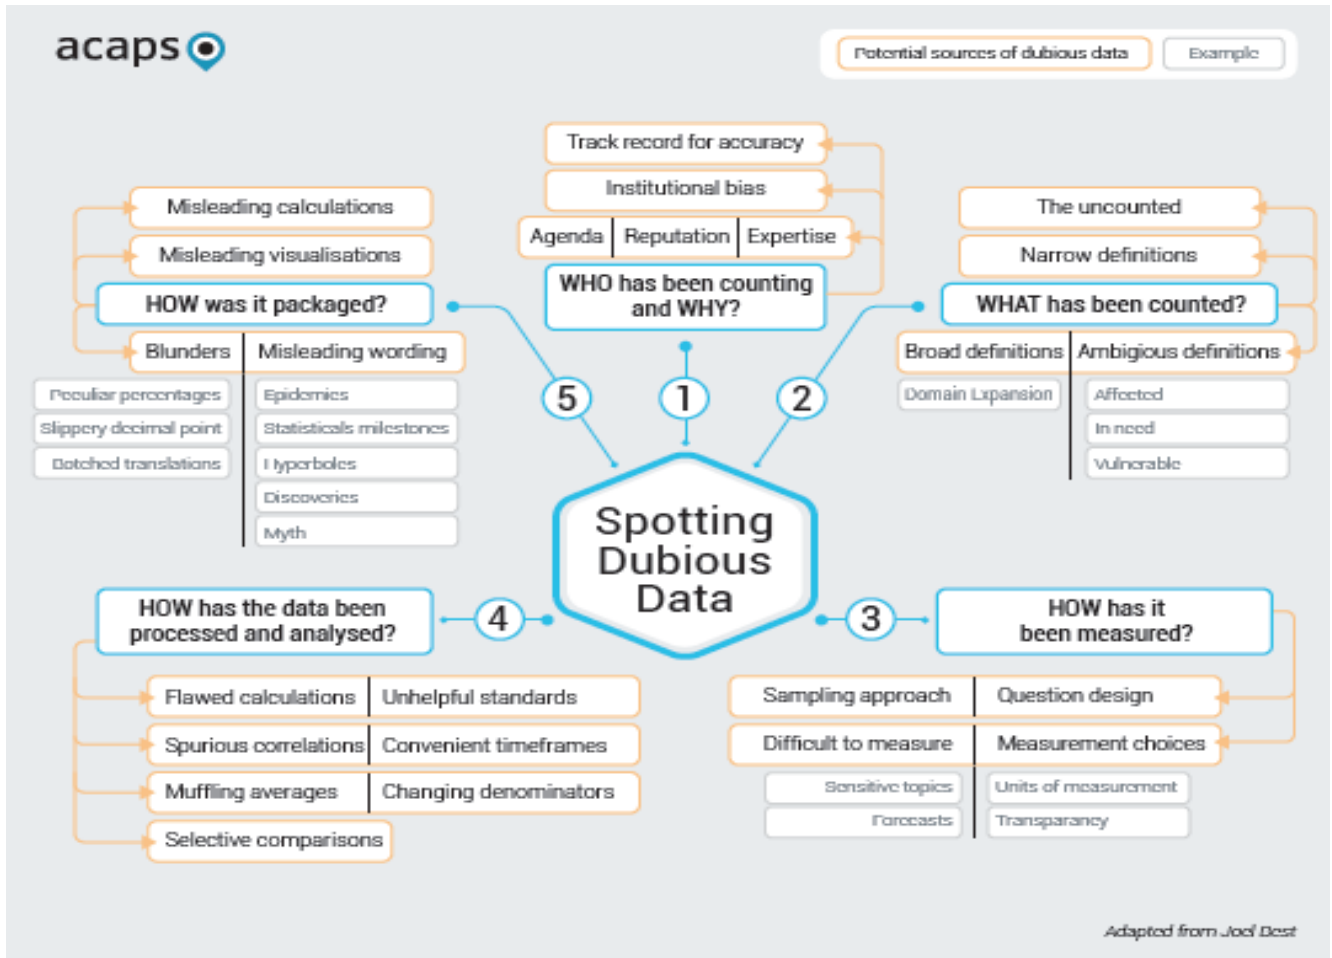 acaps
Potential sources of dubious data
Example
Track record for accuracy
Institutional bias
Agenda Reputation Expertise
WHO has been counting
and WHY?
1
The uncounted
Narrow definitions
WHAT has been counted?
Broad definitions Ambigious definitions
Domain Expansion
Affected
In need
Vulnerable
2
Misleading calculations
Misleading visualisations
HOW was it packaged?
Blunders Misleading wording
Peculiar percentages
Slippery decimal point
Botched translations
Epidemics
Statisticals milestones
Hyperboles
Discoveries
Myth
5
Spotting
Dubious
Data
HOW has the data been
processed and analysed?
4
Flawed calculations Unhelpful standards
Spurious correlations Convenient timeframes
Muffling averages Changing denominators
Selective comparisons
3
HOW has it
been measured?
Sampling approach Question design
Difficult to measure Measurement choices
Sensitive topics
Forecasts
Units of measurement
Transparancy
Adapted from Joel Best